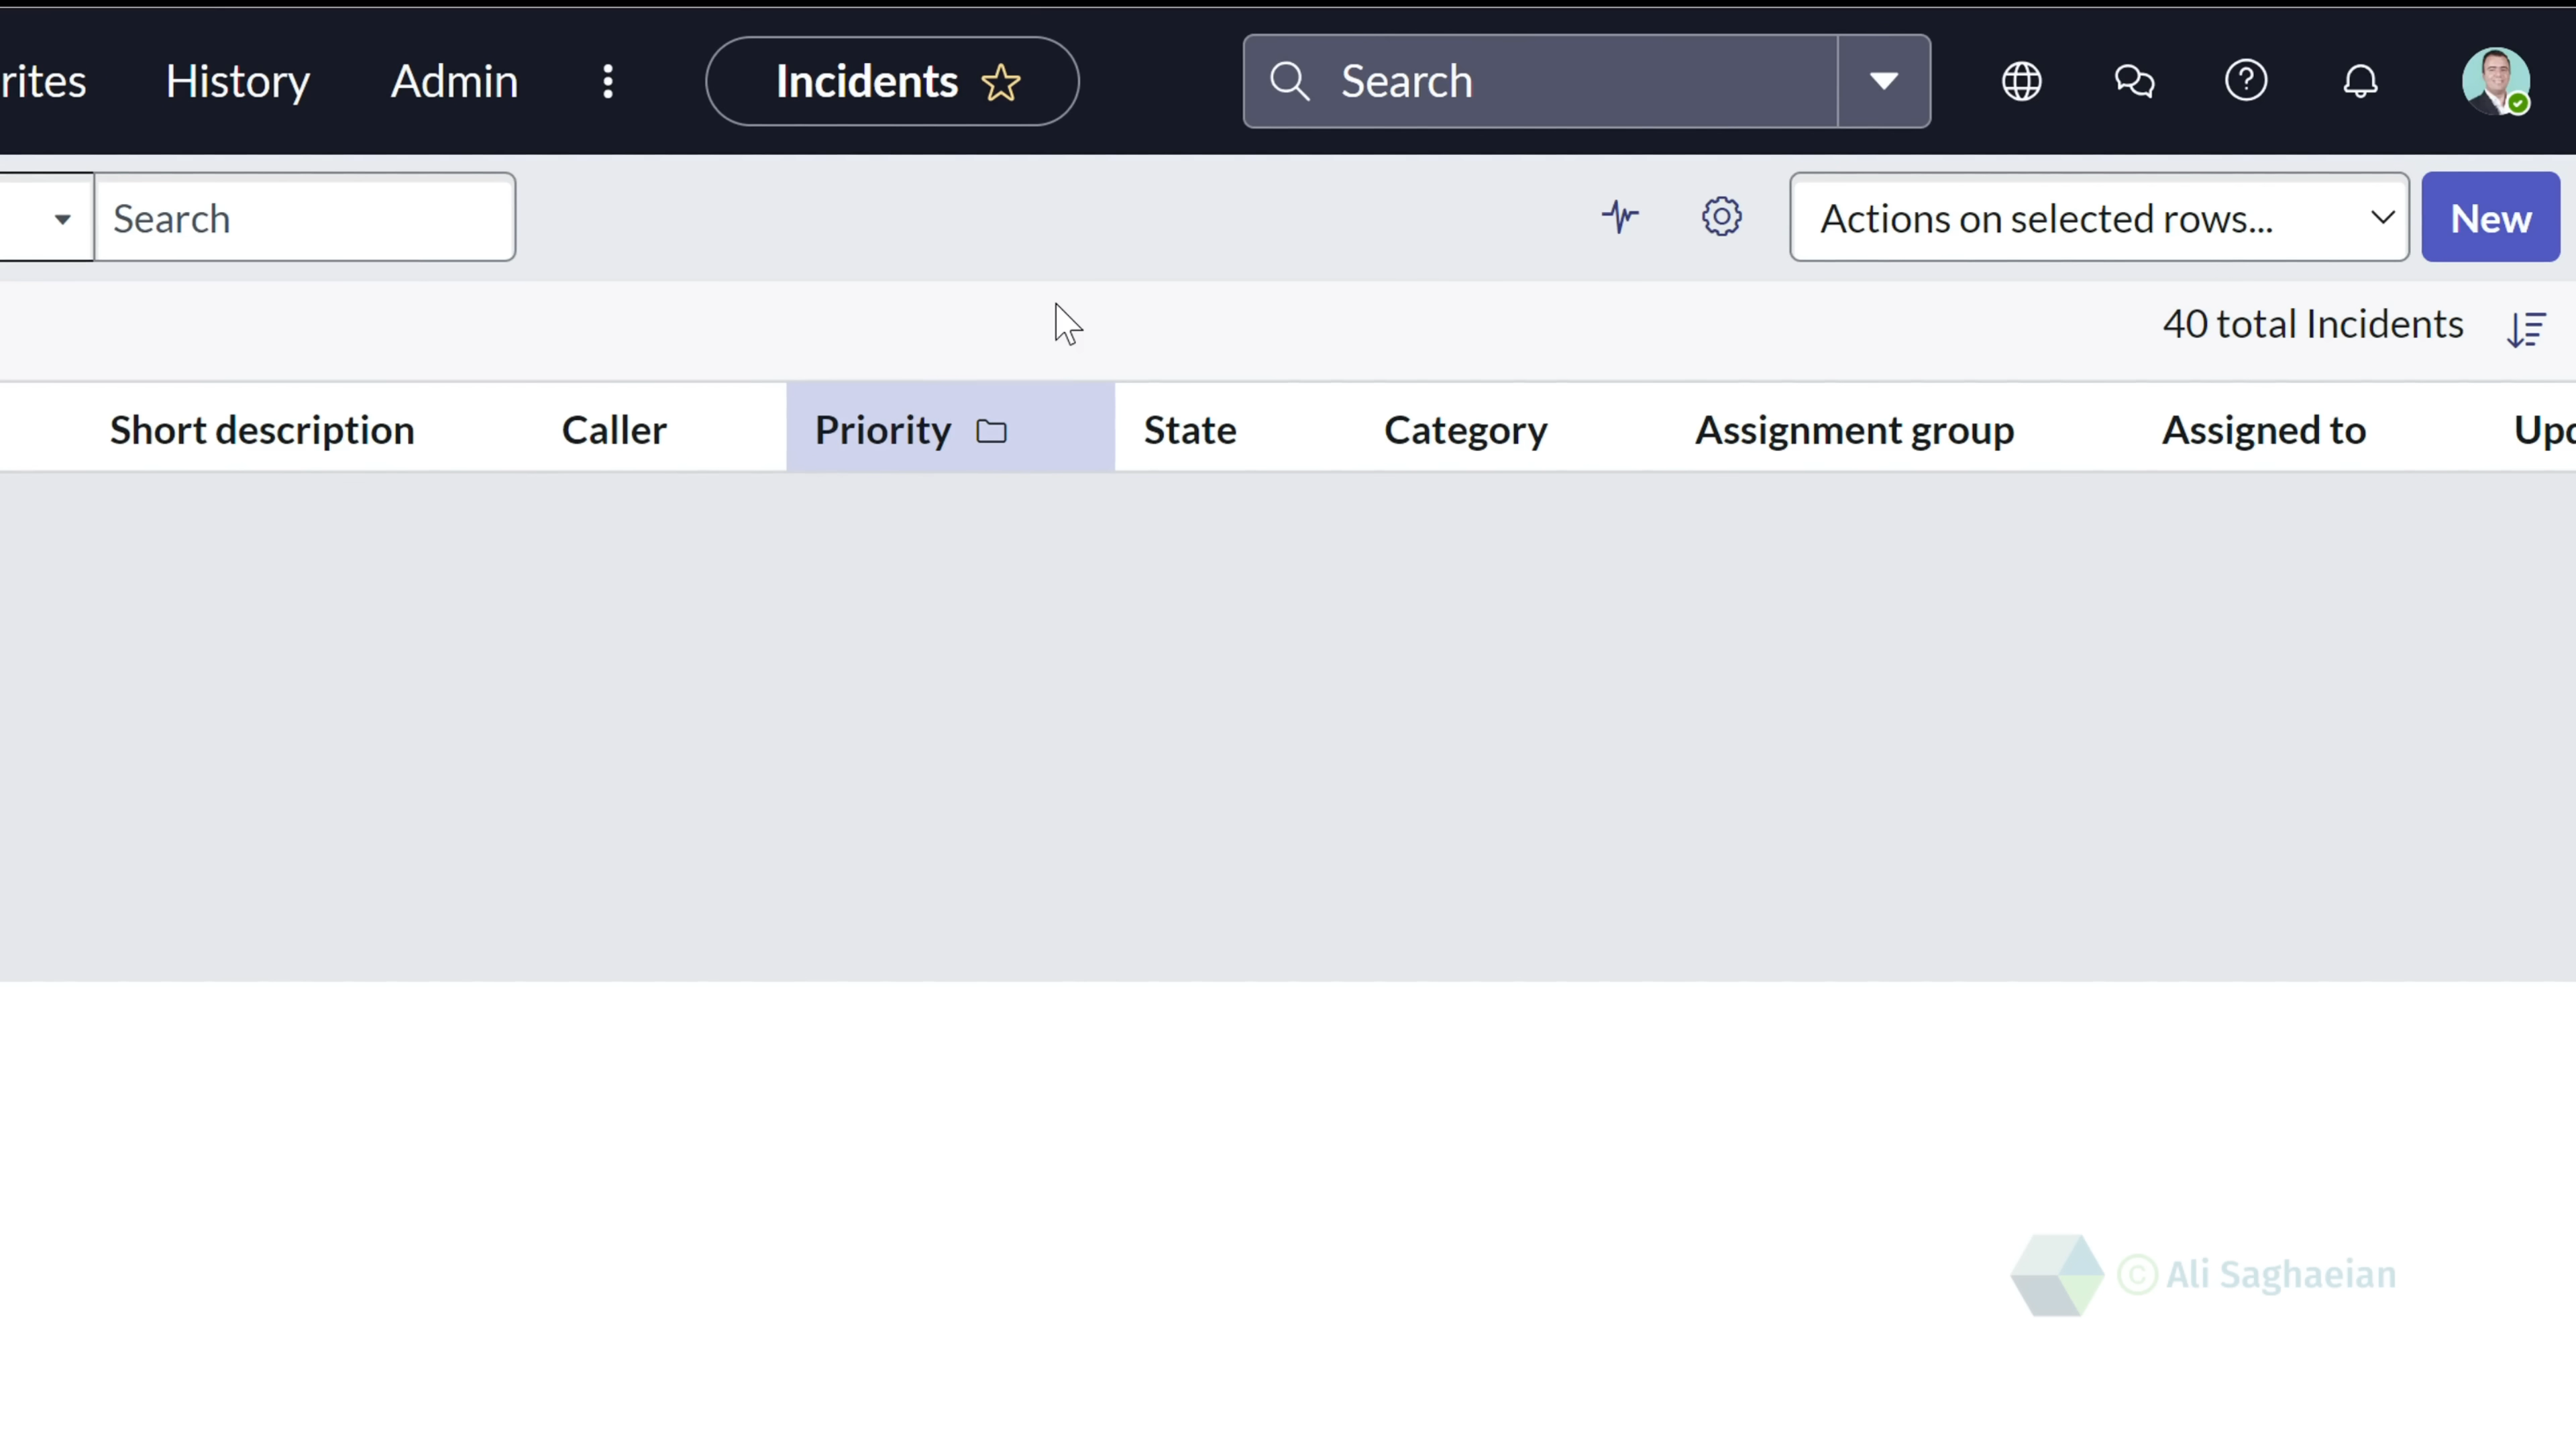 rites History Admin Incidents Search
Search Actions on selected rows... New
40 total Incidents
Short description Caller Priority State Category Assignment group Assigned to Upd
© Ali Saghaeian